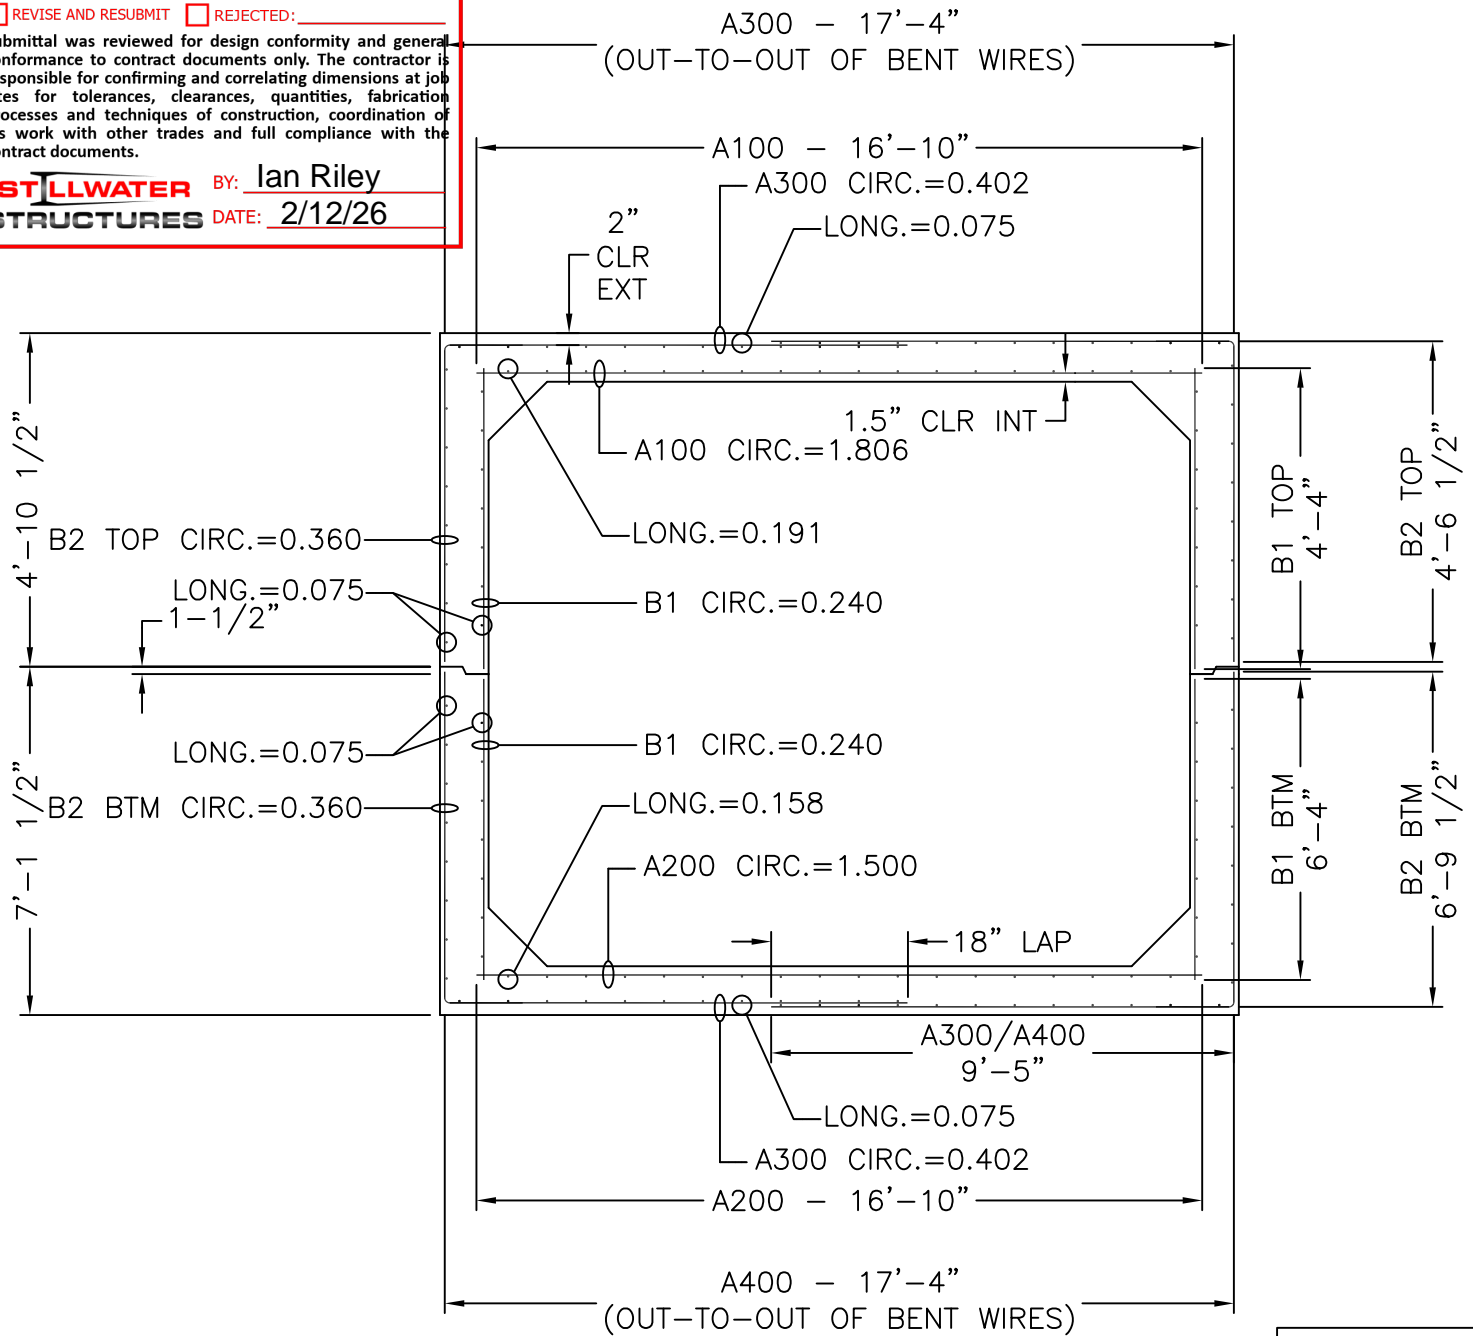 REVISE AND RESUBMIT REJECTED:
ubmittal was reviewed for design conformity and general
onformance to contract documents only. The contractor is
sponsible for confirming and correlating dimensions at job
tes for tolerances, clearances, quantities, fabrication
rocesses and techniques of construction, coordination of
s work with other trades and full compliance with the
ontract documents.
STILLWATER
STRUCTURES
BY: Ian Riley
DATE: 2/12/26
A300 - 17'-4"
(OUT-TO-OUT OF BENT WIRES)
A100 - 16'-10"
A300 CIRC.=0.402
LONG.=0.075
2"
CLR
EXT
1.5" CLR INT
A100 CIRC.=1.806
LONG.=0.191
4'-10 1/2"
B2 TOP CIRC.=0.360
LONG.=0.075
1-1/2"
B1 CIRC.=0.240
B1 TOP
4'-4"
B2 TOP
4'-6 1/2"
LONG.=0.075
B1 CIRC.=0.240
7'-1 1/2"
B2 BTM CIRC.=0.360
LONG.=0.158
A200 CIRC.=1.500
B1 BTM
6'-4"
B2 BTM
6'-9 1/2"
18" LAP
A300/A400
9'-5"
LONG.=0.075
A300 CIRC.=0.402
A200 - 16'-10"
A400 - 17'-4"
(OUT-TO-OUT OF BENT WIRES)